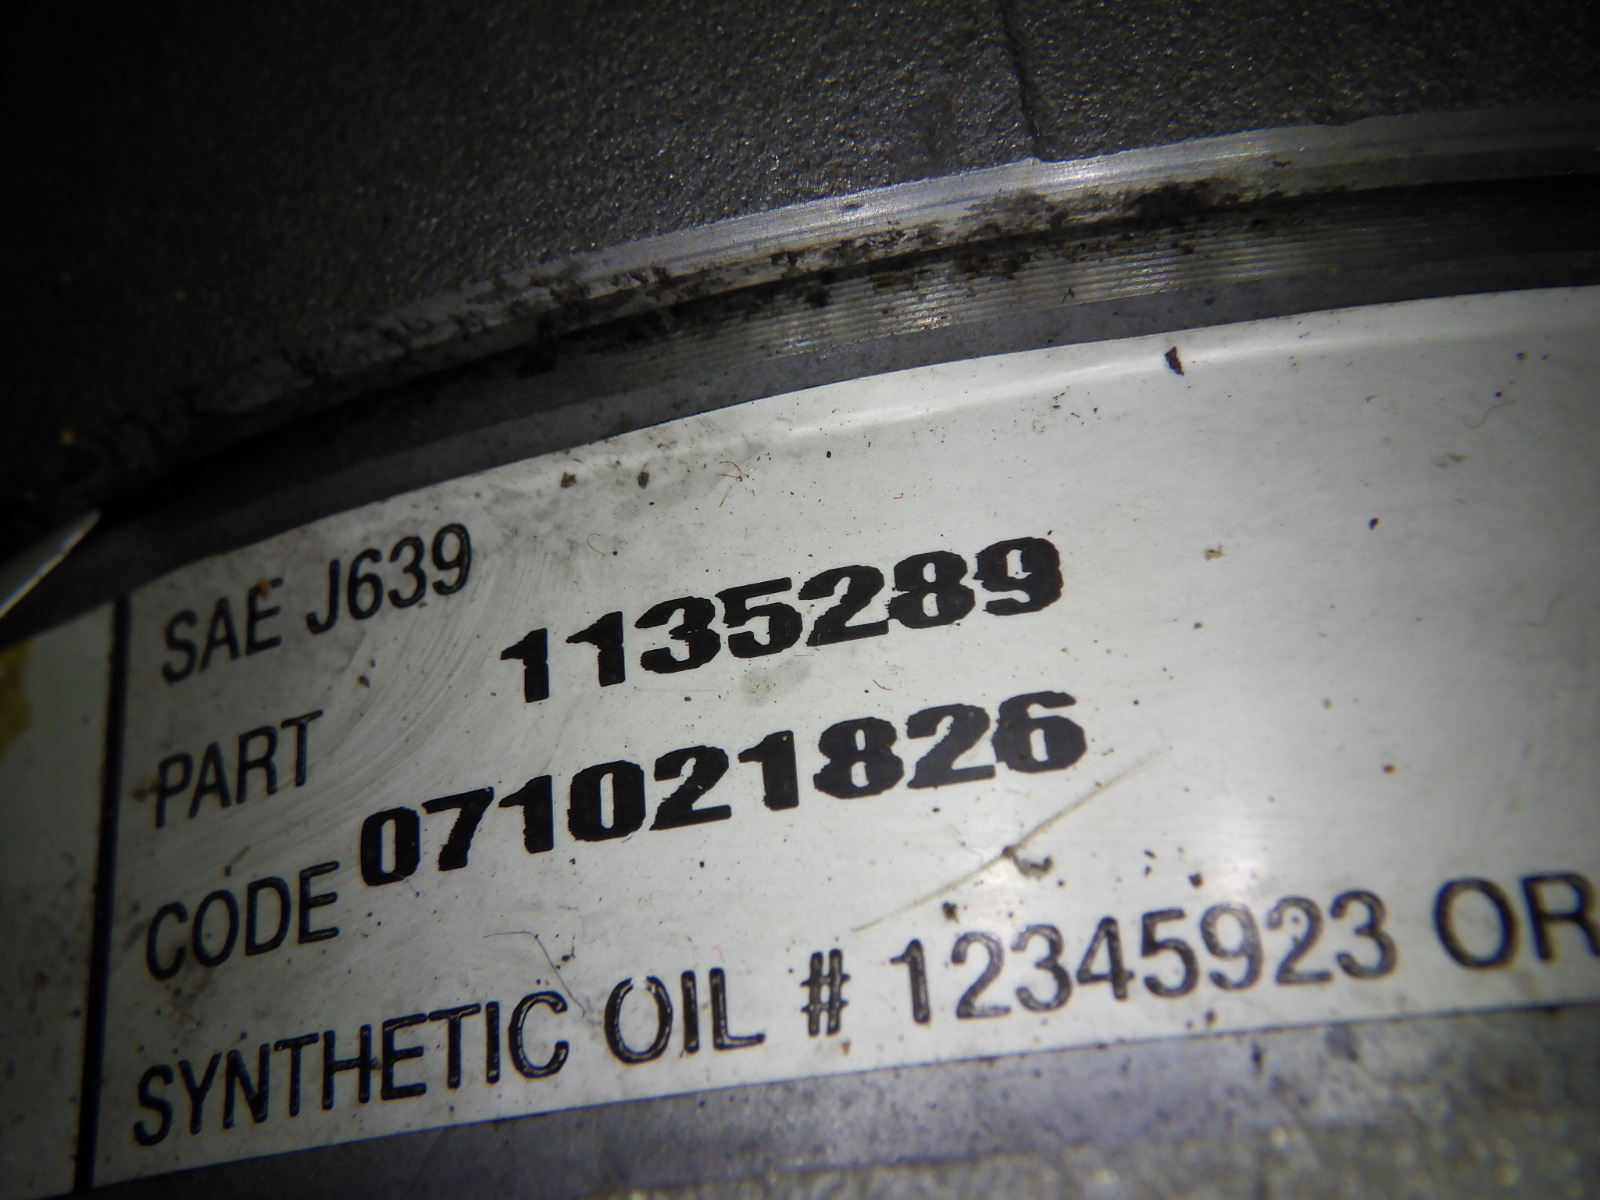 SAE J639
PART 1135289
CODE 071021826
SYNTHETIC OIL # 12345923 OR